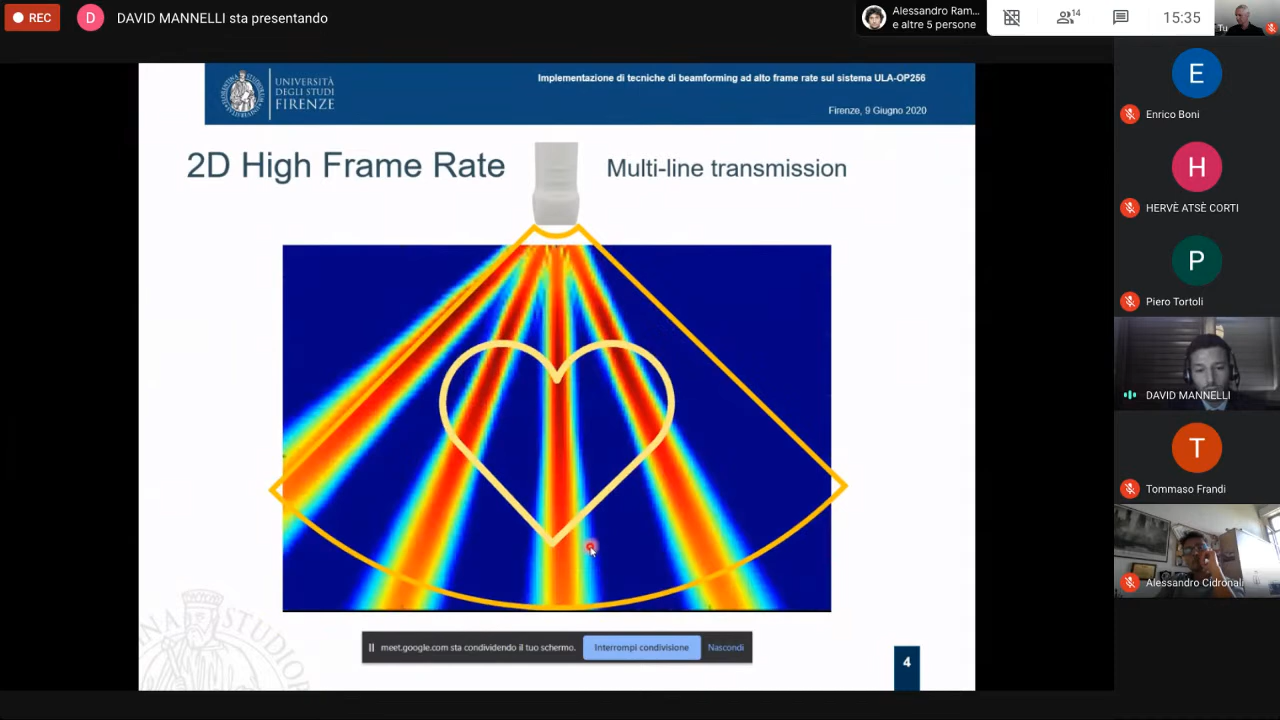 REC
D
DAVID MANNELLI sta presentando
Alessandro Ram...
e altre 5 persone
14
15:35
Tu
UNIVERSITÀ
DEGLI STUDI
FIRENZE
Implementazione di tecniche di beamforming ad alto frame rate sul sistema ULA-OP256
Firenze, 9 Giugno 2020
2D High Frame Rate
Multi-line transmission
E
Enrico Boni
H
HERVÈ ATSÈ CORTI
P
Piero Tortoli
DAVID MANNELLI
T
Tommaso Frandi
Alessandro Cidronali
meet.google.com sta condividendo il tuo schermo.
Interrompi condivisione
Nascondi
4